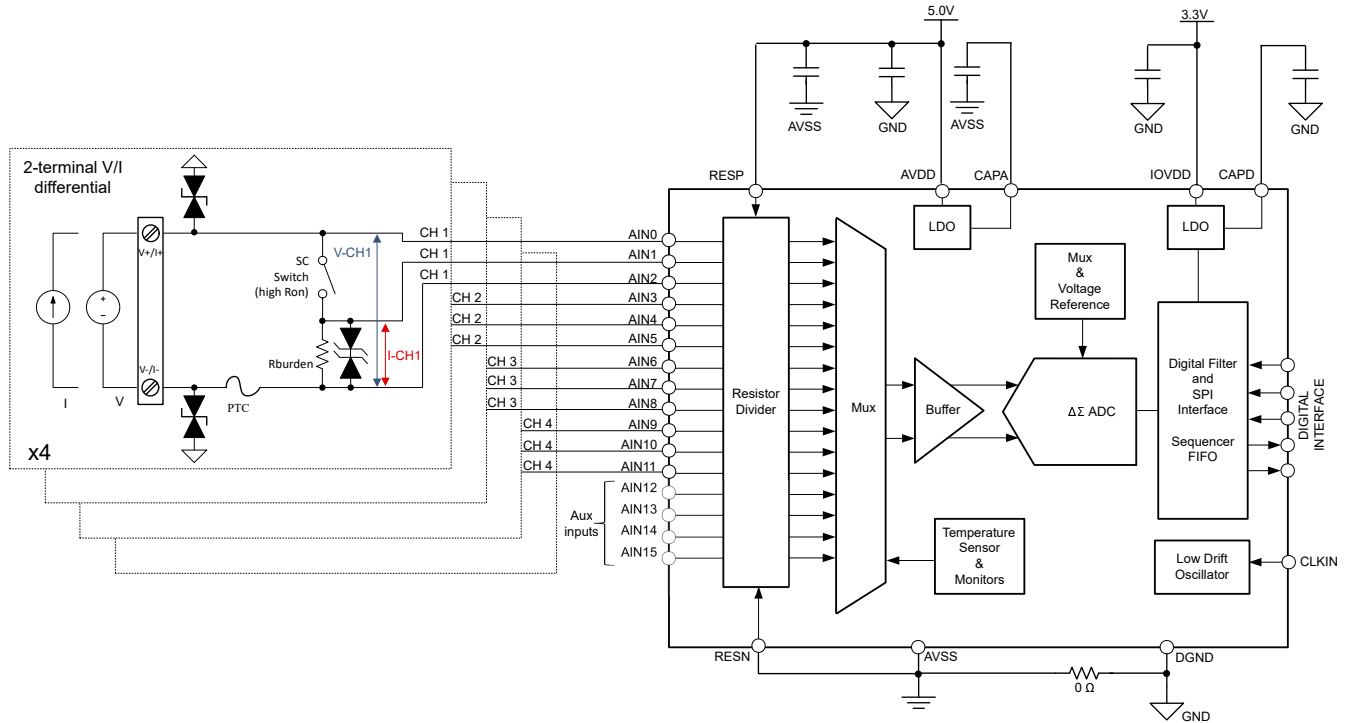 5.0V
3.3V
AVSS
GND
AVSS
GND
GND
2-terminal V/I
differential
RESP
AVDD
CAPA
IOVDD
CAPD
LDO
LDO
V+/I+
SC
Switch
(high Ron)
V-CH1
I-CH1
Rburden
V-/I-
PTC
I
V
+
−
x4
CH 1
CH 1
CH 1
CH 2
CH 2
CH 2
CH 3
CH 3
CH 3
CH 4
CH 4
CH 4
AIN0
AIN1
AIN2
AIN3
AIN4
AIN5
AIN6
AIN7
AIN8
AIN9
AIN10
AIN11
AIN12
AIN13
AIN14
AIN15
Aux
inputs
Resistor
Divider
Mux
Buffer
Mux
&
Voltage
Reference
ΔΣ ADC
Digital Filter
and
SPI
Interface
Sequencer
FIFO
DIGITAL
INTERFACE
Temperature
Sensor
&
Monitors
Low Drift
Oscillator
CLKIN
RESN
AVSS
DGND
0 Ω
GND